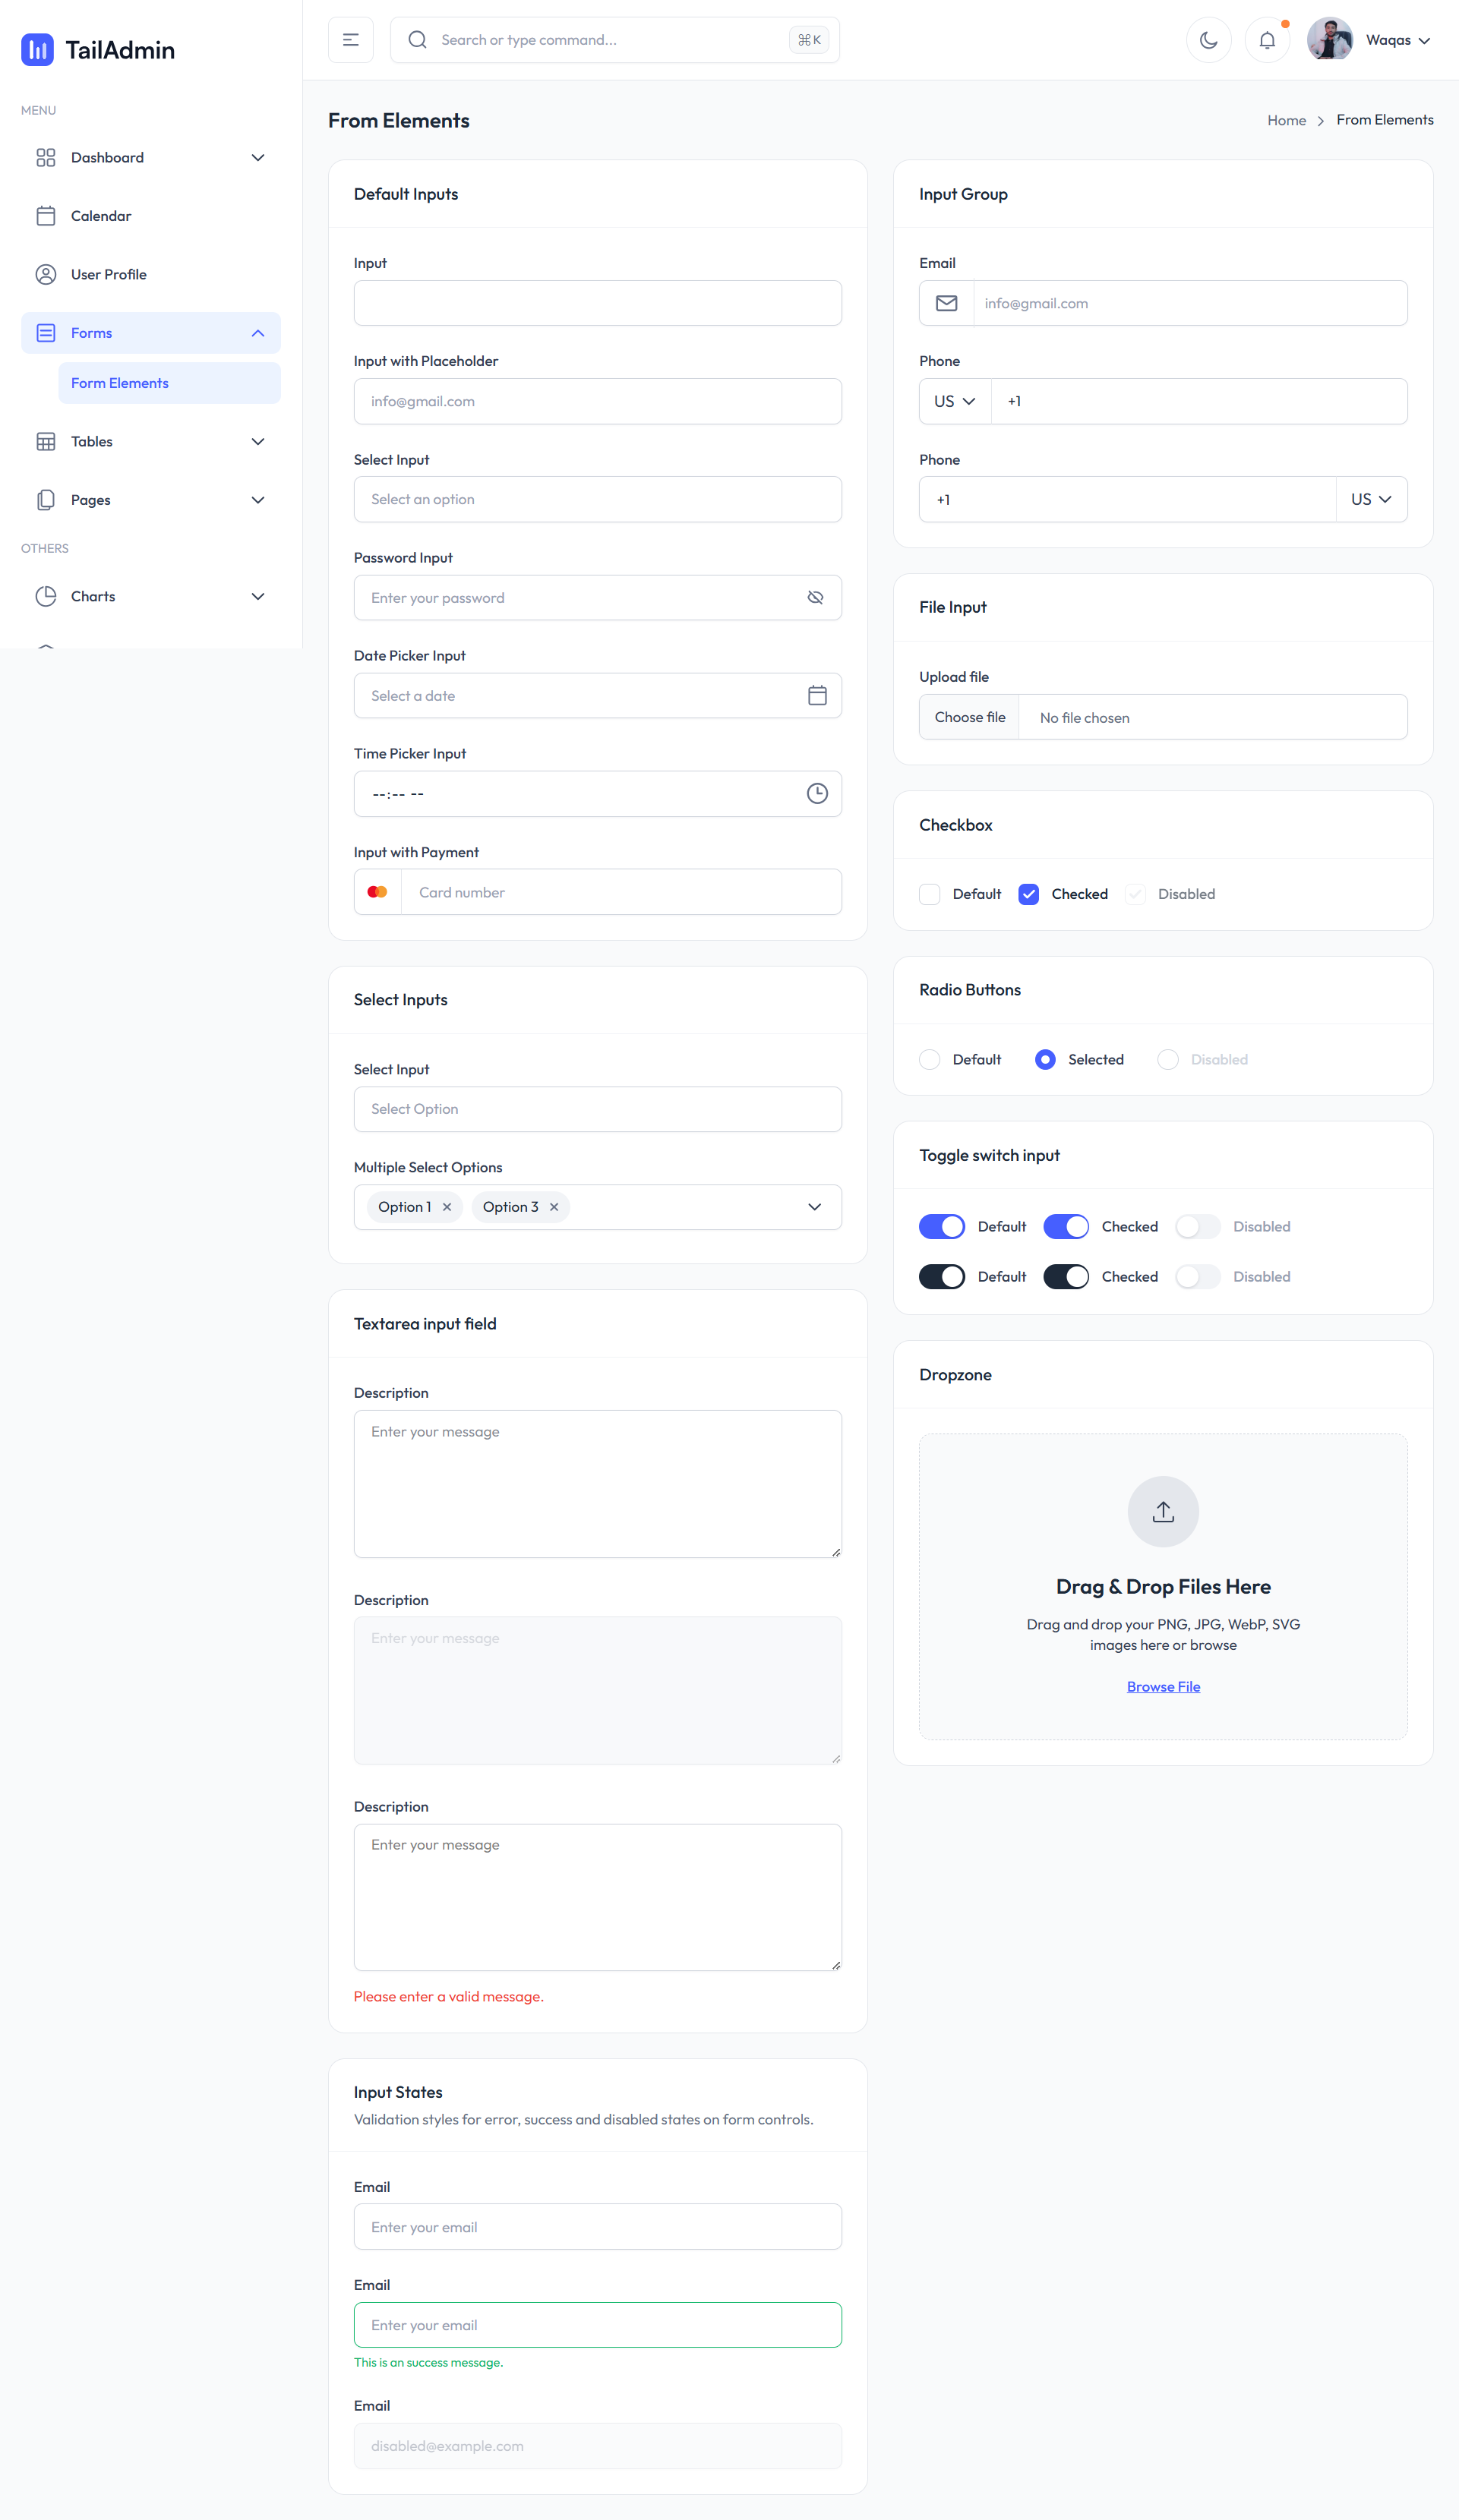 TailAdmin
Search or type command...
⌘K
Waqas
MENU
Dashboard
Calendar
User Profile
Forms
Form Elements
Tables
Pages
OTHERS
Charts
From Elements
Home > From Elements
Default Inputs
Input
Input with Placeholder
info@gmail.com
Select Input
Select an option
Password Input
Enter your password
Date Picker Input
Select a date
Time Picker Input
--:-- --
Input with Payment
Card number
Select Inputs
Select Input
Select Option
Multiple Select Options
Option 1 × Option 3 ×
Textarea input field
Description
Enter your message
Description
Enter your message
Description
Enter your message
Please enter a valid message.
Input States
Validation styles for error, success and disabled states on form controls.
Email
Enter your email
Email
Enter your email
This is an success message.
Email
disabled@example.com
Input Group
Email
info@gmail.com
Phone
US +1
Phone
+1 US
File Input
Upload file
Choose file No file chosen
Checkbox
Default Checked Disabled
Radio Buttons
Default Selected Disabled
Toggle switch input
Default Checked Disabled
Default Checked Disabled
Dropzone
Drag & Drop Files Here
Drag and drop your PNG, JPG, WebP, SVG
images here or browse
Browse File